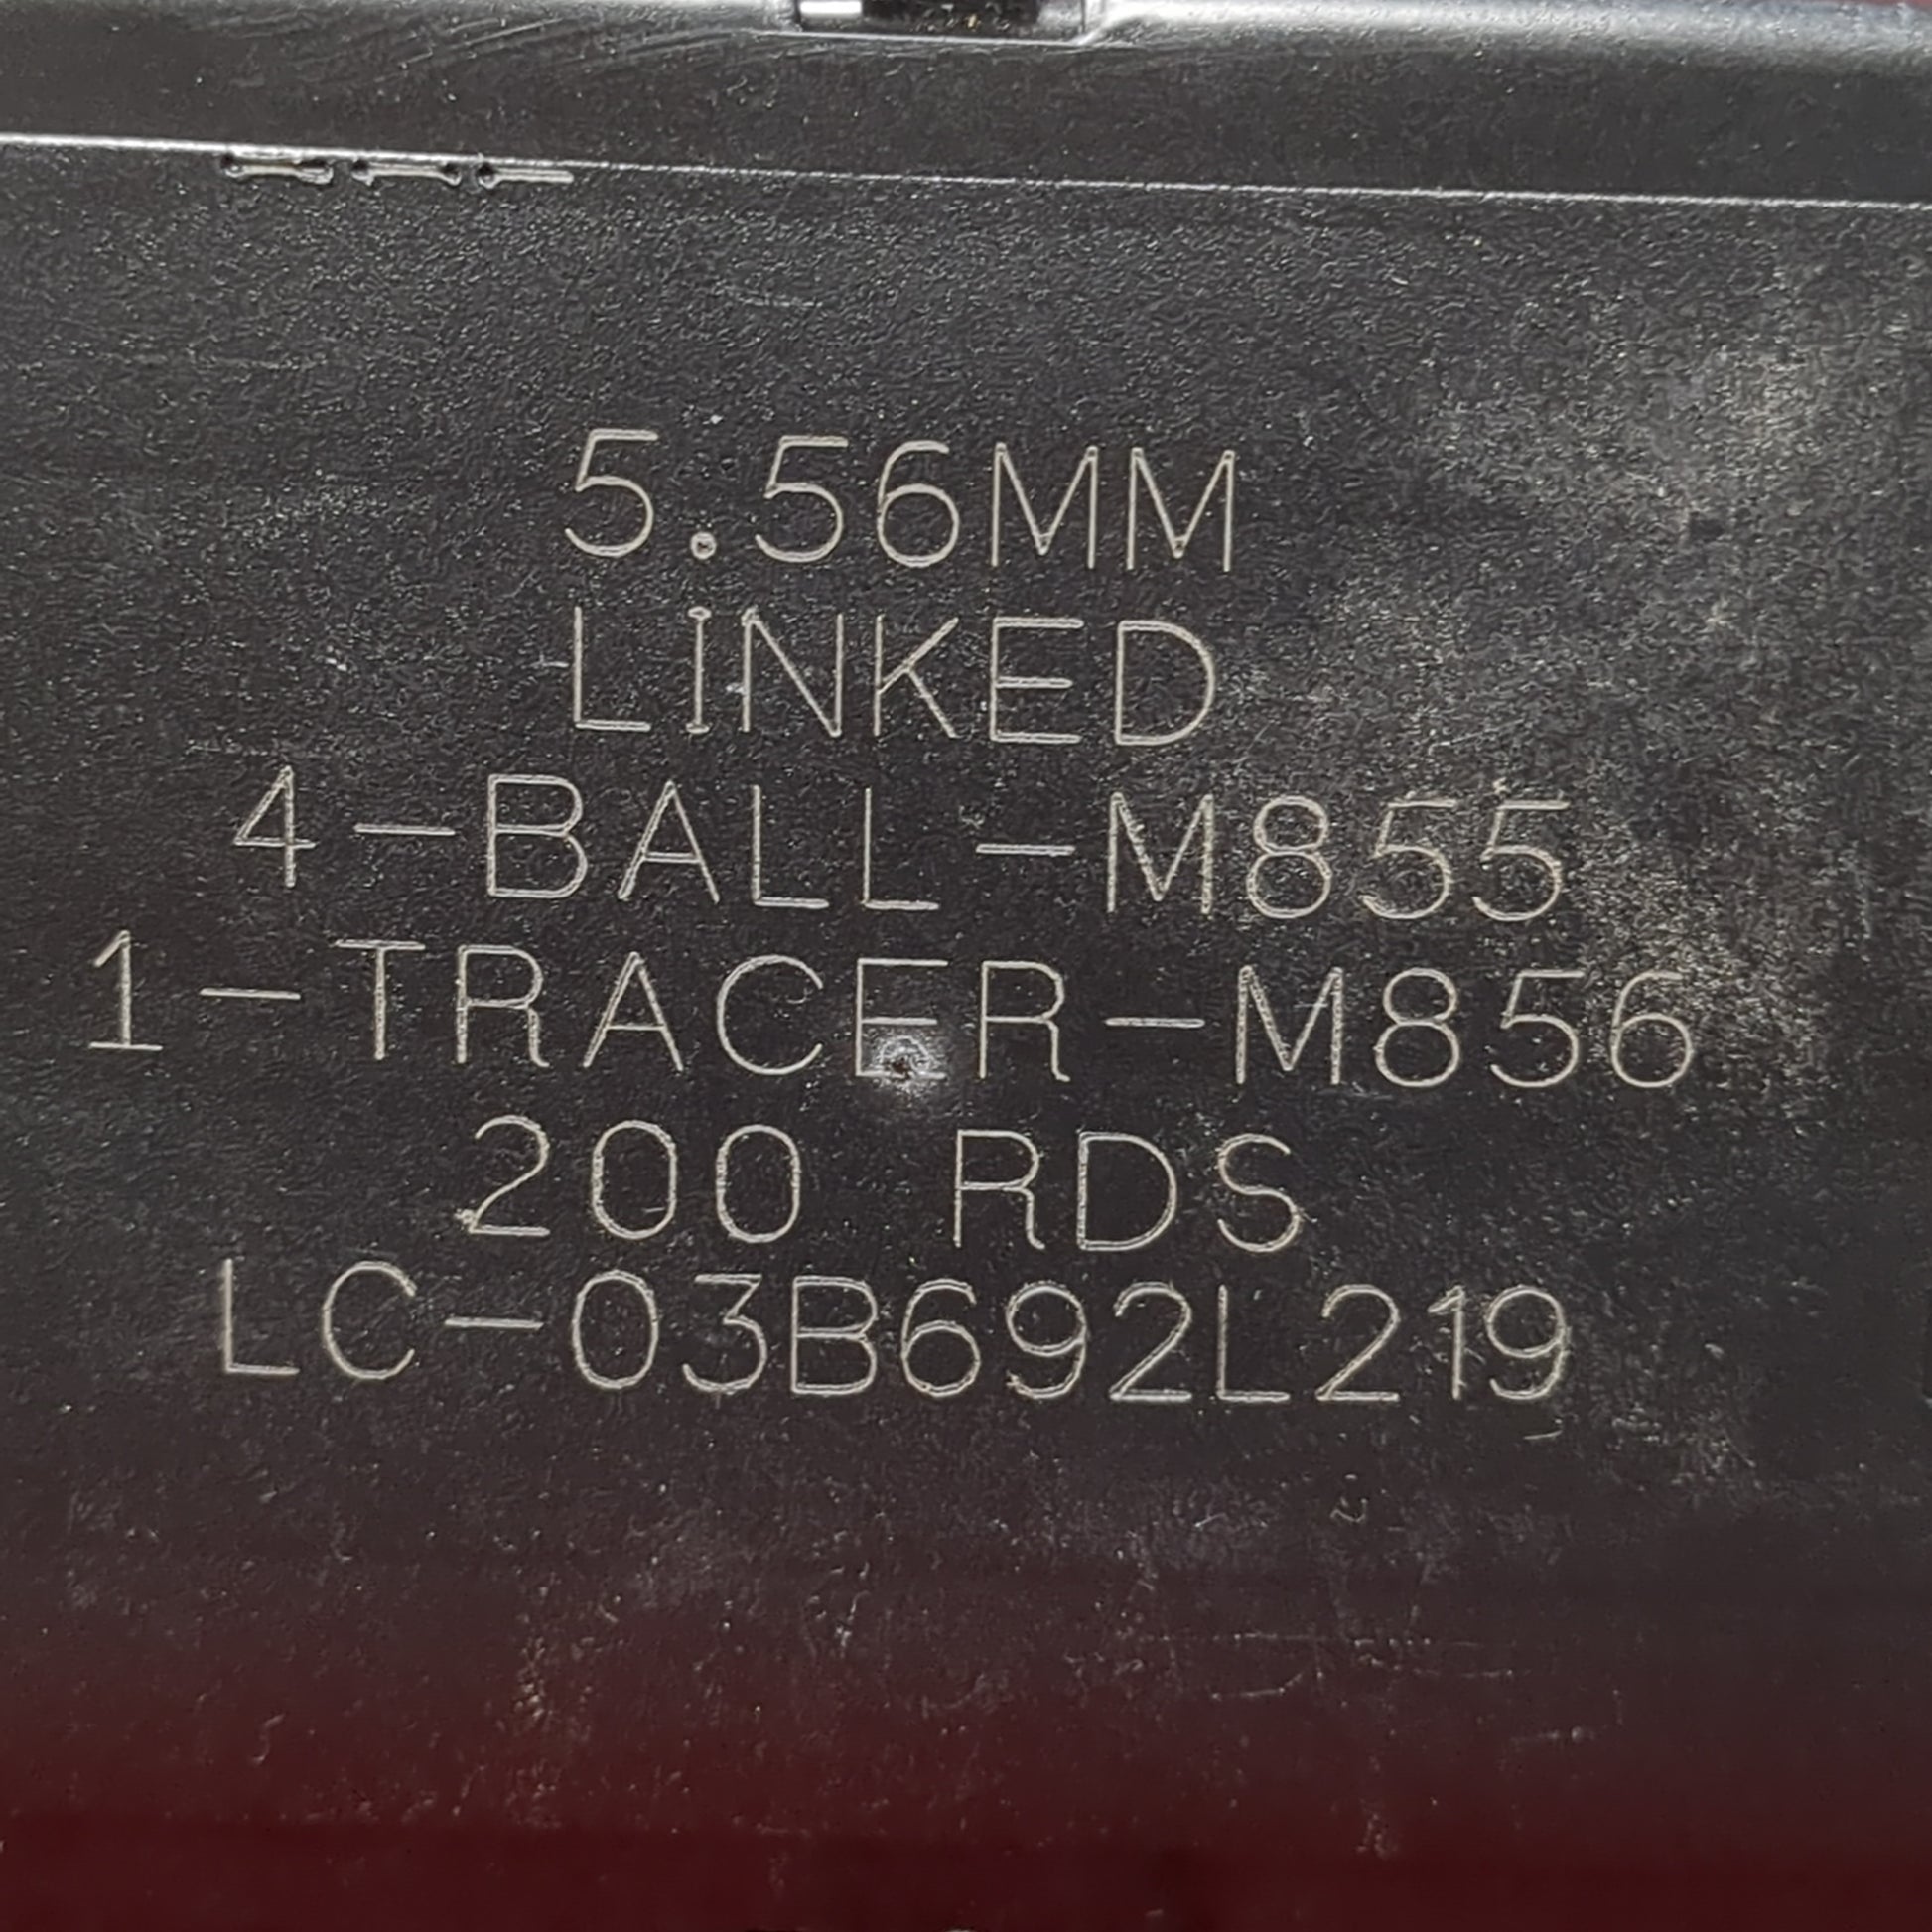 5.56MM
LINKED
4-BALL-M855
1-TRACER-M856
200 RDS
LC-03B692L219